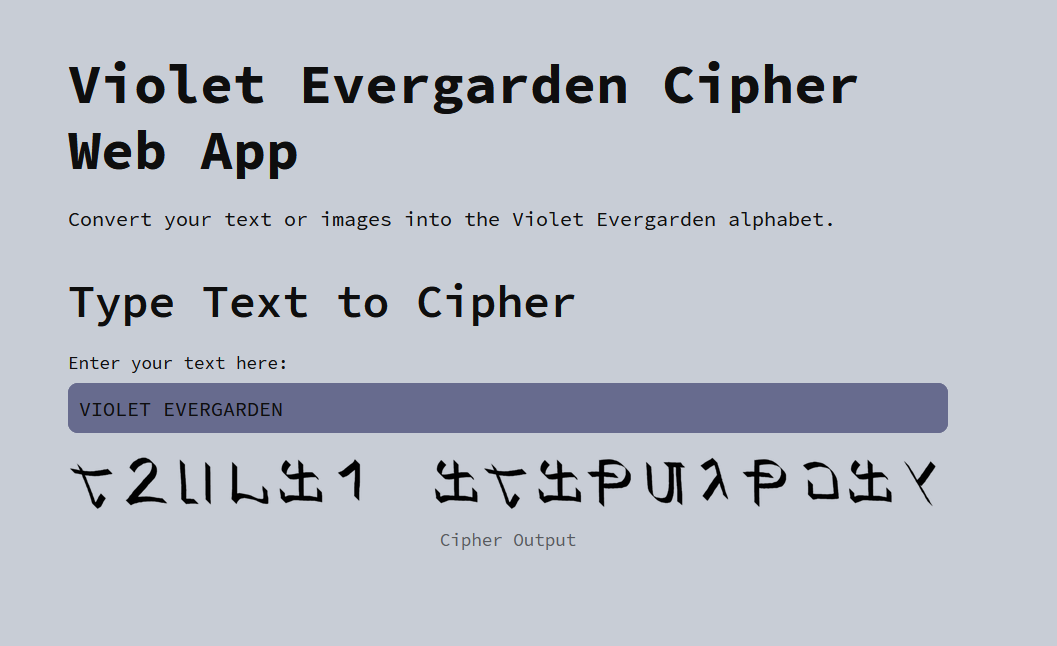 Violet Evergarden Cipher
Web App
Convert your text or images into the Violet Evergarden alphabet.
Type Text to Cipher
Enter your text here:
VIOLET EVERGARDEN
Cipher Output